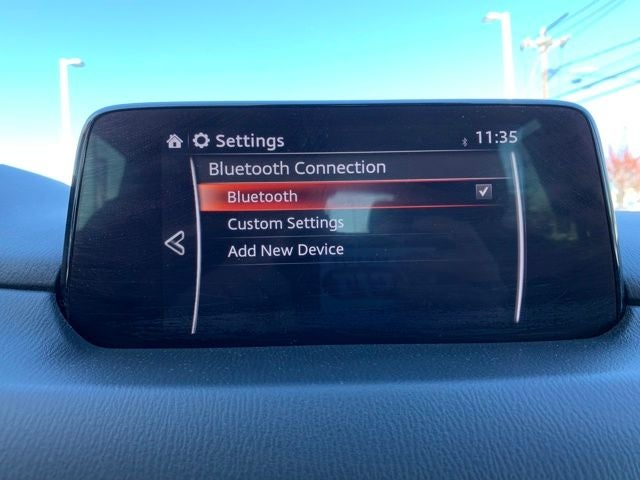 Settings 11:35
Bluetooth Connection
Bluetooth
Custom Settings
Add New Device